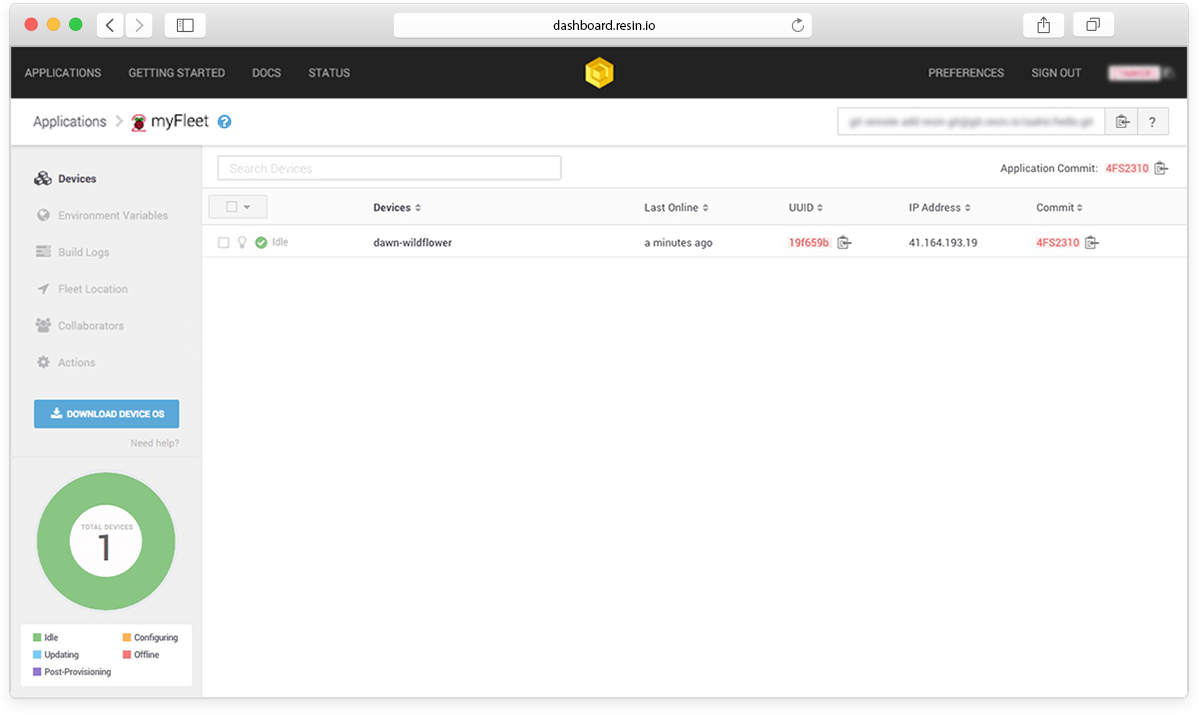 dashboard.resin.io
APPLICATIONS GETTING STARTED DOCS STATUS PREFERENCES SIGN OUT
Applications myFleet ? ?
Devices
Environment Variables
Build Logs
Fleet Location
Collaborators
Actions
DOWNLOAD DEVICE OS
Need help?
TOTAL DEVICES
1
Idle Configuring
Updating Offline
Post-Provisioning
Search Devices Application Commit: 4FS2310
Devices Last Online UUID IP Address Commit
Idle dawn-wildflower a minutes ago 19f659b 41.164.193.19 4FS2310